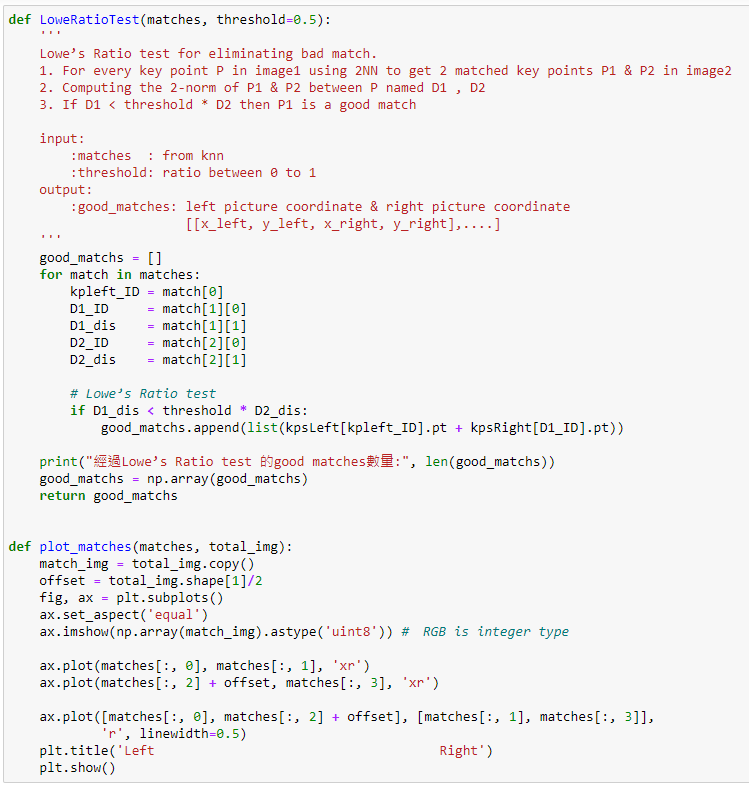 def LoweRatioTest(matches, threshold=0.5):
    '''
    Lowe’s Ratio test for eliminating bad match.
    1. For every key point P in image1 using 2NN to get 2 matched key points P1 & P2 in image2
    2. Computing the 2-norm of P1 & P2 between P named D1 , D2
    3. If D1 < threshold * D2 then P1 is a good match

    input:
        :matches  : from knn
        :threshold: ratio between 0 to 1
    output:
        :good_matches: left picture coordinate & right picture coordinate
                       [[x_left, y_left, x_right, y_right],....]
    '''
    good_matchs = []
    for match in matches:
        kpleft_ID = match[0]
        D1_ID     = match[1][0]
        D1_dis    = match[1][1]
        D2_ID     = match[2][0]
        D2_dis    = match[2][1]

        # Lowe’s Ratio test
        if D1_dis < threshold * D2_dis:
            good_matchs.append(list(kpsLeft[kpleft_ID].pt + kpsRight[D1_ID].pt))

    print("經過Lowe’s Ratio test 的good matches數量:", len(good_matchs))
    good_matchs = np.array(good_matchs)
    return good_matchs


def plot_matches(matches, total_img):
    match_img = total_img.copy()
    offset = total_img.shape[1]/2
    fig, ax = plt.subplots()
    ax.set_aspect('equal')
    ax.imshow(np.array(match_img).astype('uint8')) #  RGB is integer type

    ax.plot(matches[:, 0], matches[:, 1], 'xr')
    ax.plot(matches[:, 2] + offset, matches[:, 3], 'xr')

    ax.plot([matches[:, 0], matches[:, 2] + offset], [matches[:, 1], matches[:, 3]],
            'r', linewidth=0.5)
    plt.title('Left                                     Right')
    plt.show()